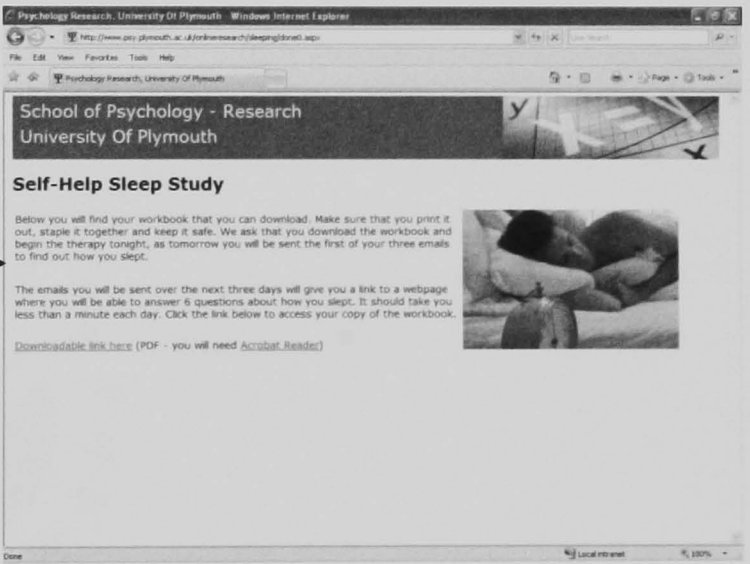 Psychology Research, University Of Plymouth - Windows Internet Explorer
http://www.psy.plymouth.ac.uk/onlineresearch/sleeping/done0.aspx
File Edit View Favorites Tools Help
Psychology Research, University Of Plymouth
Page Tools
School of Psychology - Research
University Of Plymouth
y
x = 
x
Self-Help Sleep Study
Below you will find your workbook that you can download. Make sure that you print it
out, staple it together and keep it safe. We ask that you download the workbook and
begin the therapy tonight, as tomorrow you will be sent the first of your three emails
to find out how you slept.
The emails you will be sent over the next three days will give you a link to a webpage
where you will be able to answer 6 questions about how you slept. It should take you
less than a minute each day. Click the link below to access your copy of the workbook.
Downloadable link here (PDF - you will need Acrobat Reader)
Done
Local intranet
100%